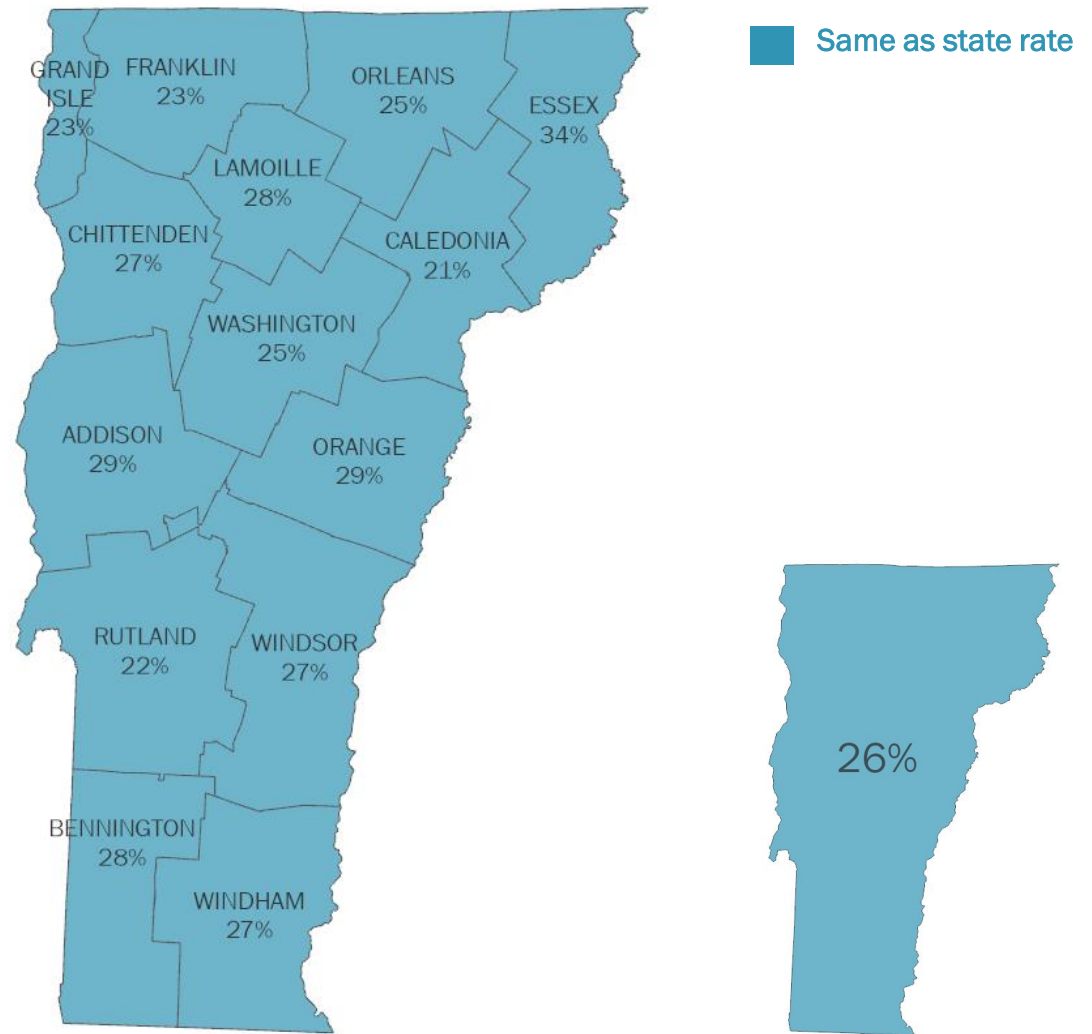 Same as state rate
GRAND
ISLE
23%
FRANKLIN
23%
ORLEANS
25%
ESSEX
34%
LAMOILLE
28%
CHITTENDEN
27%
CALEDONIA
21%
WASHINGTON
25%
ADDISON
29%
ORANGE
29%
RUTLAND
22%
WINDSOR
27%
BENNINGTON
28%
WINDHAM
27%
26%